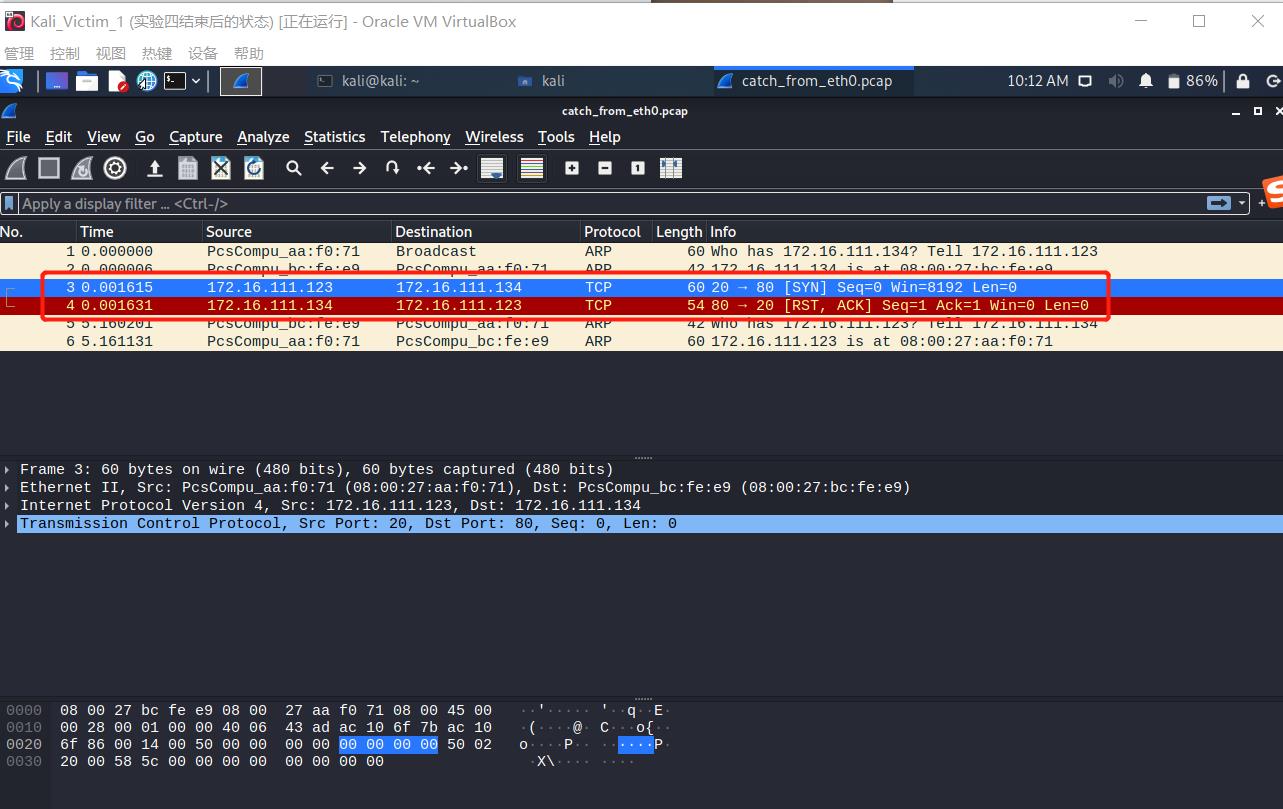 Kali_Victim_1 (实验四结束后的状态) [正在运行] - Oracle VM VirtualBox
管理 控制 视图 热键 设备 帮助
kali@kali: ~ kali catch_from_eth0.pcap 10:12 AM 86%
catch_from_eth0.pcap
File Edit View Go Capture Analyze Statistics Telephony Wireless Tools Help
Apply a display filter … <Ctrl-/>
No. Time Source Destination Protocol Length Info
1 0.000000 PcsCompu_aa:f0:71 Broadcast ARP 60 Who has 172.16.111.134? Tell 172.16.111.123
2 0.000006 PcsCompu_bc:fe:e9 PcsCompu_aa:f0:71 ARP 42 172.16.111.134 is at 08:00:27:bc:fe:e9
3 0.001615 172.16.111.123 172.16.111.134 TCP 60 20 → 80 [SYN] Seq=0 Win=8192 Len=0
4 0.001631 172.16.111.134 172.16.111.123 TCP 54 80 → 20 [RST, ACK] Seq=1 Ack=1 Win=0 Len=0
5 5.160201 PcsCompu_bc:fe:e9 PcsCompu_aa:f0:71 ARP 42 Who has 172.16.111.123? Tell 172.16.111.134
6 5.161131 PcsCompu_aa:f0:71 PcsCompu_bc:fe:e9 ARP 60 172.16.111.123 is at 08:00:27:aa:f0:71
Frame 3: 60 bytes on wire (480 bits), 60 bytes captured (480 bits)
Ethernet II, Src: PcsCompu_aa:f0:71 (08:00:27:aa:f0:71), Dst: PcsCompu_bc:fe:e9 (08:00:27:bc:fe:e9)
Internet Protocol Version 4, Src: 172.16.111.123, Dst: 172.16.111.134
Transmission Control Protocol, Src Port: 20, Dst Port: 80, Seq: 0, Len: 0
0000 08 00 27 bc fe e9 08 00 27 aa f0 71 08 00 45 00 ··'····· '··q··E·
0010 00 28 00 01 00 00 40 06 43 ad ac 10 6f 7b ac 10 ·(····@· C···o{··
0020 6f 86 00 14 00 50 00 00 00 00 00 00 00 00 50 02 o····P·· ······P·
0030 20 00 58 5c 00 00 00 00 00 00 00 00 ·X\···· ····